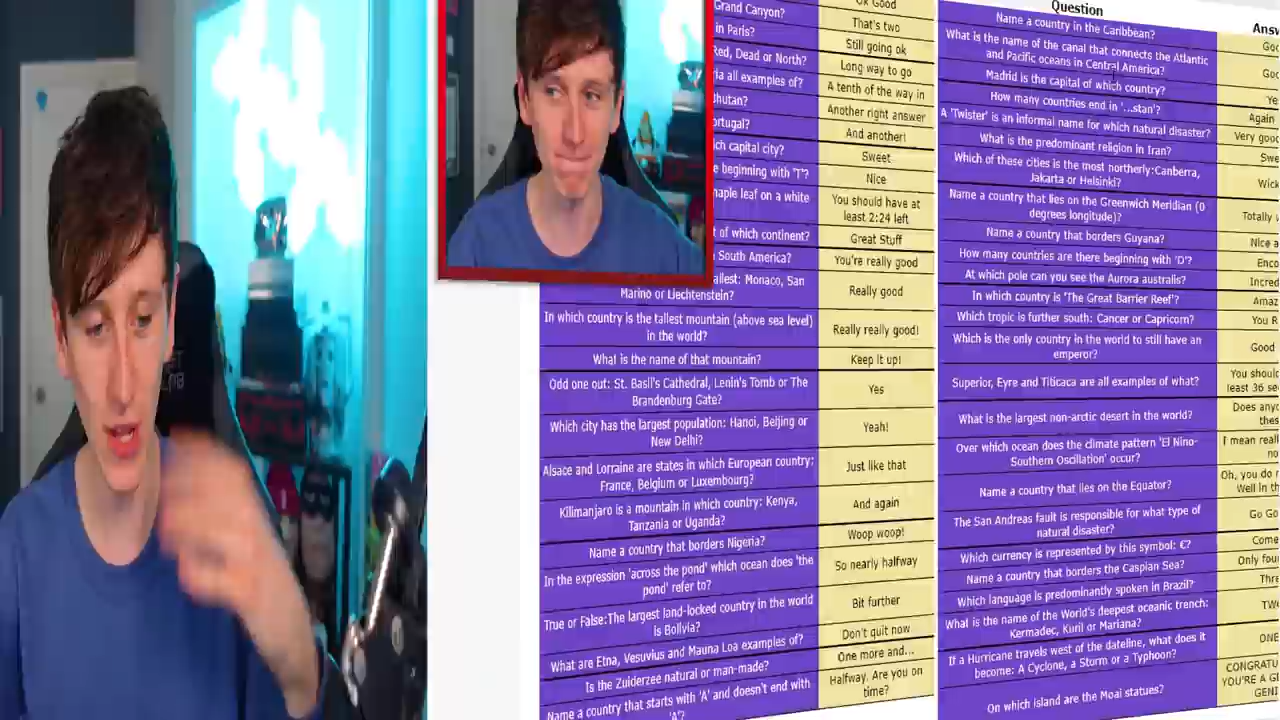 Grand Canyon?
Ok Good
in Paris?
That's two
Red, Dead or North?
Still going ok
ria all examples of?
Long way to go
Bhutan?
A tenth of the way in
ortugal?
Another right answer
ich capital city?
And another!
e beginning with 'T'?
Sweet
naple leaf on a white
Nice
You should have at
least 2:24 left
t of which continent?
Great Stuff
South America?
You're really good
allest: Monaco, San
Marino or Liechtenstein?
Really good
In which country is the tallest mountain (above sea level)
in the world?
Really really good!
What is the name of that mountain?
Keep it up!
Odd one out: St. Basil's Cathedral, Lenin's Tomb or The
Brandenburg Gate?
Yes
Which city has the largest population: Hanoi, Beijing or
New Delhi?
Yeah!
Alsace and Lorraine are states in which European country:
France, Belgium or Luxembourg?
Just like that
Kilimanjaro is a mountain in which country: Kenya,
Tanzania or Uganda?
And again
Name a country that borders Nigeria?
Woop woop!
In the expression 'across the pond' which ocean does 'the
pond' refer to?
So nearly halfway
True or False:The largest land-locked country in the world
is Bolivia?
Bit further
What are Etna, Vesuvius and Mauna Loa examples of?
Don't quit now
Is the Zuiderzee natural or man-made?
One more and...
Name a country that starts with 'A' and doesn't end with
'A'?
Halfway. Are you on
time?
Question
Answ
Name a country in the Caribbean?
Goo
What is the name of the canal that connects the Atlantic
and Pacific oceans in Central America?
Goo
Madrid is the capital of which country?
Ye
How many countries end in '...stan'?
Again
A 'Twister' is an informal name for which natural disaster?
Very good
What is the predominant religion in Iran?
Swe
Which of these cities is the most northerly:Canberra,
Jakarta or Helsinki?
Wick
Name a country that lies on the Greenwich Meridian (0
degrees longitude)?
Totally
Name a country that borders Guyana?
Nice a
How many countries are there beginning with 'D'?
Enco
At which pole can you see the Aurora australis?
Incred
In which country is 'The Great Barrier Reef'?
Amaz
Which tropic is further south: Cancer or Capricorn?
You R
Which is the only country in the world to still have an
emperor?
Good
Superior, Eyre and Titicaca are all examples of what?
You shoul
least 36 se
What is the largest non-arctic desert in the world?
Does any
thes
Over which ocean does the climate pattern 'El Nino-
Southern Oscillation' occur?
I mean real
no
Name a country that lies on the Equator?
Oh, you do
Well in th
The San Andreas fault is responsible for what type of
natural disaster?
Go Go
Which currency is represented by this symbol: €?
Come
Name a country that borders the Caspian Sea?
Only fou
Which language is predominantly spoken in Brazil?
Thre
What is the name of the World's deepest oceanic trench:
Kermadec, Kuril or Mariana?
TW
If a Hurricane travels west of the dateline, what does it
become: A Cyclone, a Storm or a Typhoon?
ONE
On which island are the Moai statues?
CONGRATU
YOU'RE A G
GEN